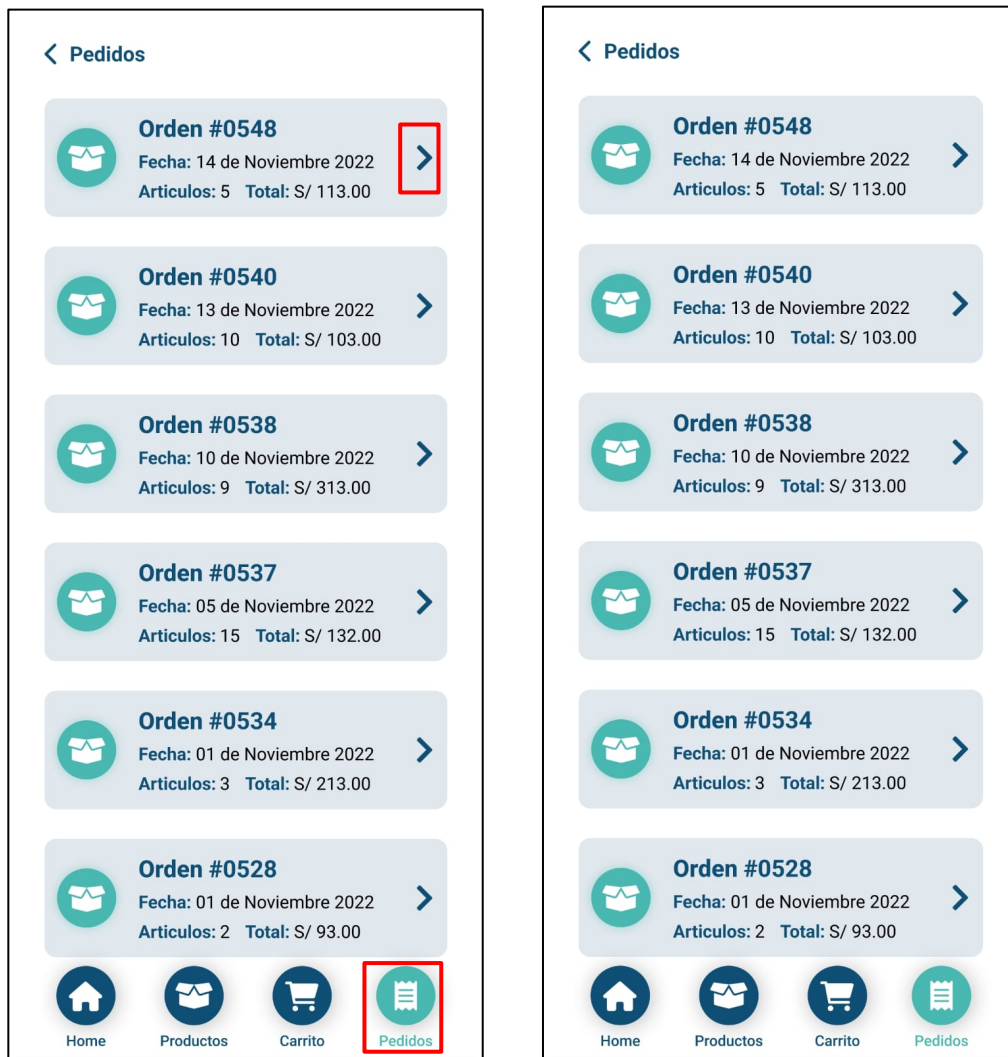 Pedidos
Orden #0548
Fecha: 14 de Noviembre 2022
Articulos: 5 Total: S/ 113.00
Orden #0540
Fecha: 13 de Noviembre 2022
Articulos: 10 Total: S/ 103.00
Orden #0538
Fecha: 10 de Noviembre 2022
Articulos: 9 Total: S/ 313.00
Orden #0537
Fecha: 05 de Noviembre 2022
Articulos: 15 Total: S/ 132.00
Orden #0534
Fecha: 01 de Noviembre 2022
Articulos: 3 Total: S/ 213.00
Orden #0528
Fecha: 01 de Noviembre 2022
Articulos: 2 Total: S/ 93.00
Home Productos Carrito Pedidos
Pedidos
Orden #0548
Fecha: 14 de Noviembre 2022
Articulos: 5 Total: S/ 113.00
Orden #0540
Fecha: 13 de Noviembre 2022
Articulos: 10 Total: S/ 103.00
Orden #0538
Fecha: 10 de Noviembre 2022
Articulos: 9 Total: S/ 313.00
Orden #0537
Fecha: 05 de Noviembre 2022
Articulos: 15 Total: S/ 132.00
Orden #0534
Fecha: 01 de Noviembre 2022
Articulos: 3 Total: S/ 213.00
Orden #0528
Fecha: 01 de Noviembre 2022
Articulos: 2 Total: S/ 93.00
Home Productos Carrito Pedidos